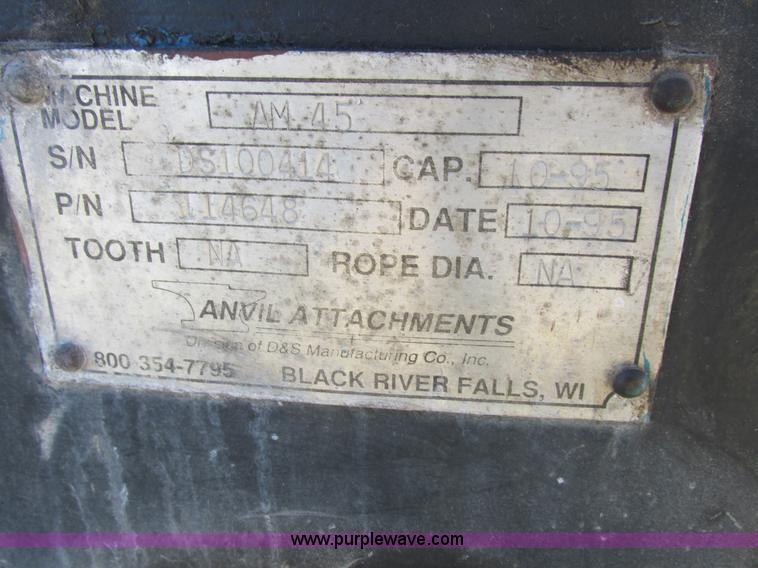 MACHINE
MODEL AM 45
S/N DS100414 CAP. 10-95
P/N 114648 DATE 10-95
TOOTH NA ROPE DIA. NA
ANVIL ATTACHMENTS
Division of D&S Manufacturing Co., Inc.
800 354-7795 BLACK RIVER FALLS, WI
www.purplewave.com